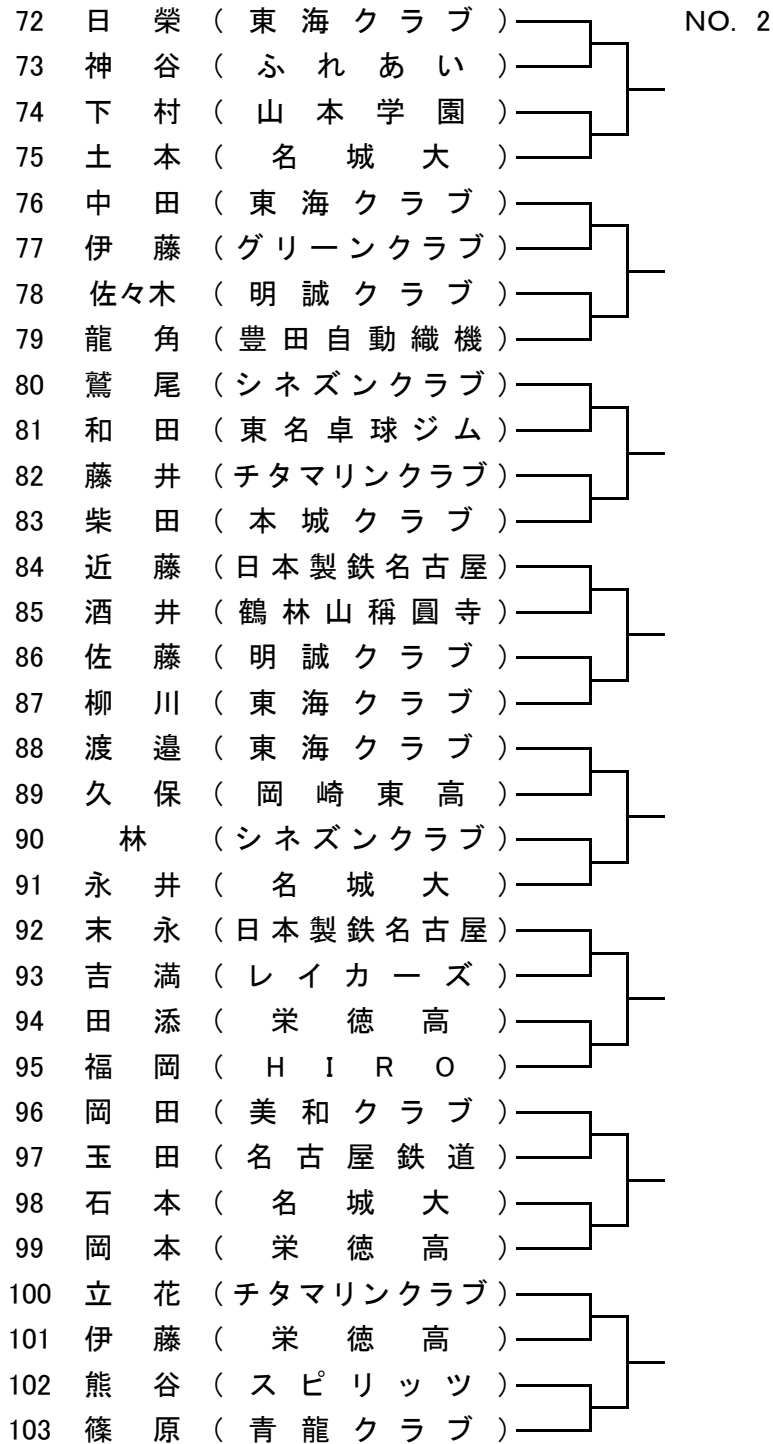 72 日榮(東海クラブ) NO. 2
73 神谷(ふれあい)
74 下村(山本学園)
75 土本(名城大)
76 中田(東海クラブ)
77 伊藤(グリーンクラブ)
78 佐々木(明誠クラブ)
79 龍角(豊田自動織機)
80 鷲尾(シネズンクラブ)
81 和田(東名卓球ジム)
82 藤井(チタマリンクラブ)
83 柴田(本城クラブ)
84 近藤(日本製鉄名古屋)
85 酒井(鶴林山稱圓寺)
86 佐藤(明誠クラブ)
87 柳川(東海クラブ)
88 渡邉(東海クラブ)
89 久保(岡崎東高)
90 林(シネズンクラブ)
91 永井(名城大)
92 末永(日本製鉄名古屋)
93 吉満(レイカーズ)
94 田添(栄徳高)
95 福岡(HIRO)
96 岡田(美和クラブ)
97 玉田(名古屋鉄道)
98 石本(名城大)
99 岡本(栄徳高)
100 立花(チタマリンクラブ)
101 伊藤(栄徳高)
102 熊谷(スピリッツ)
103 篠原(青龍クラブ)